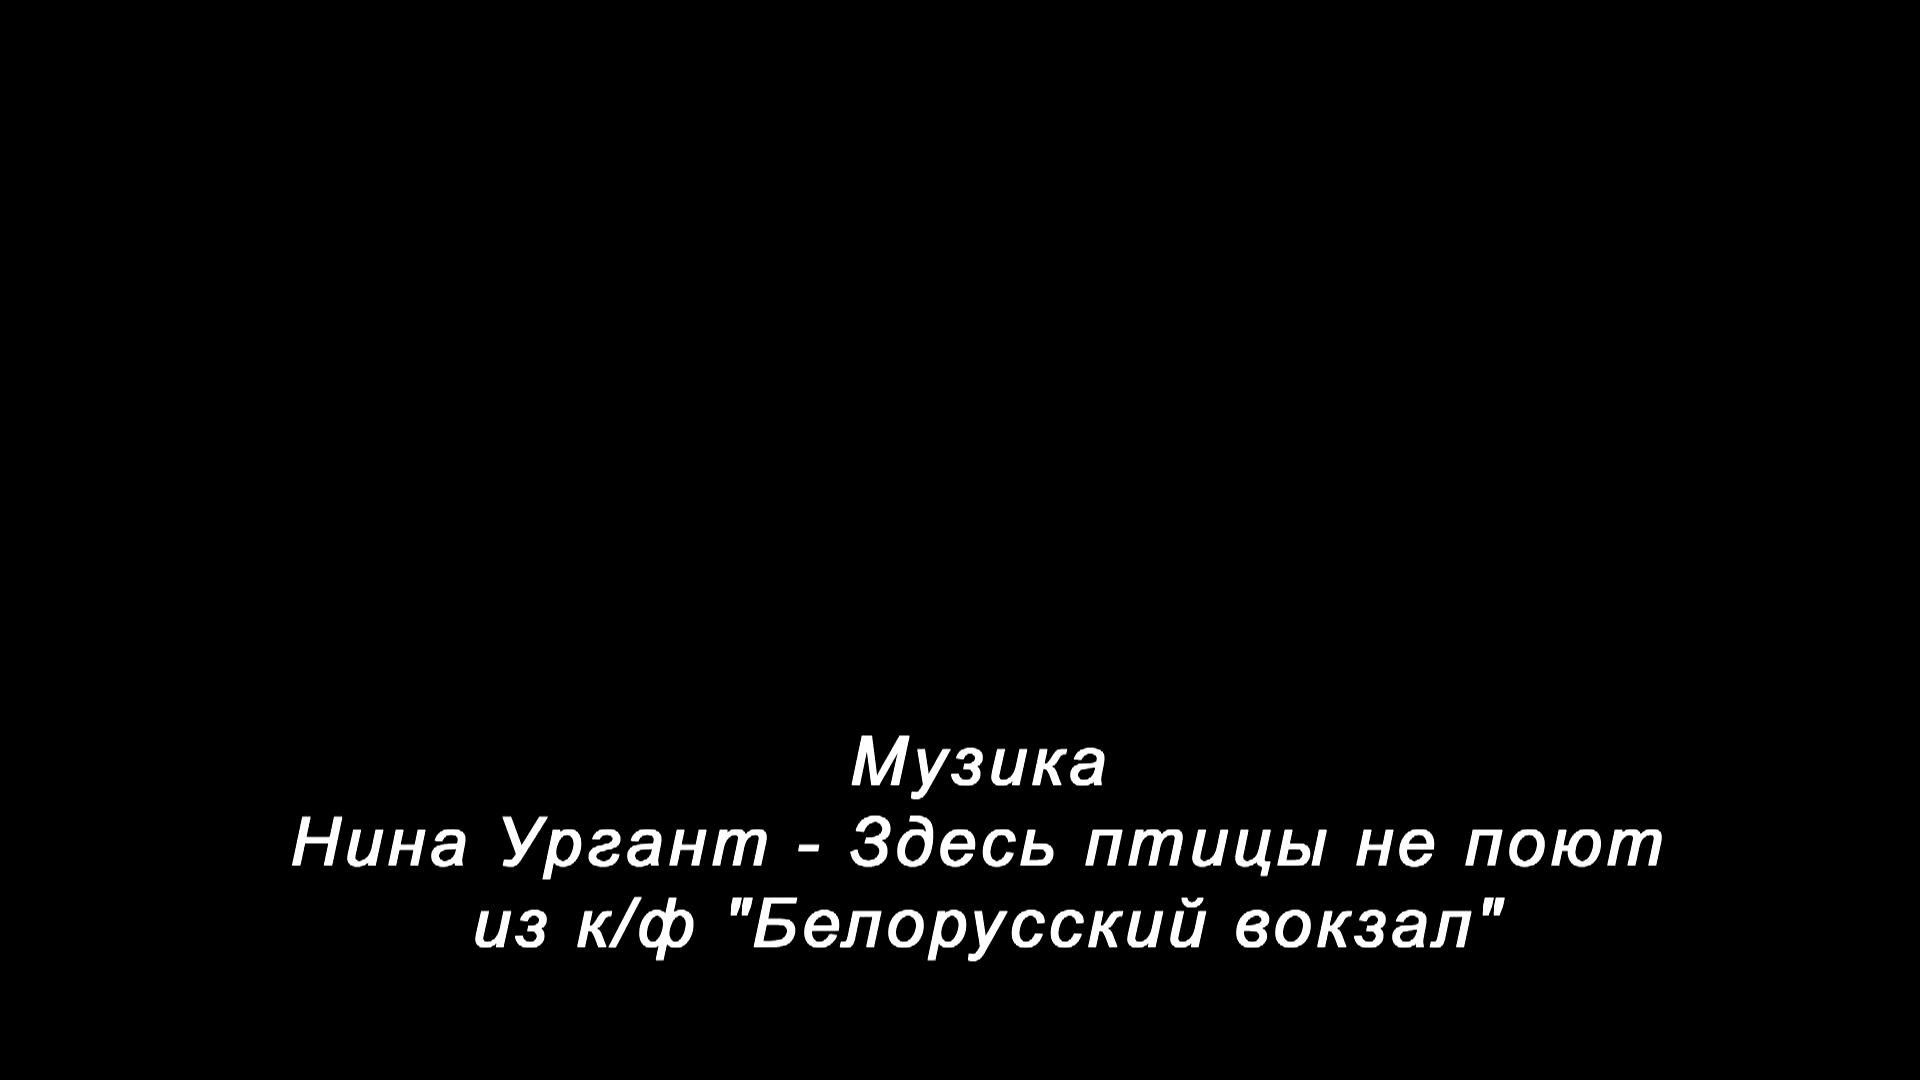 Музика
Нина Ургант - Здесь птицы не поют
из к/ф "Белорусский вокзал"